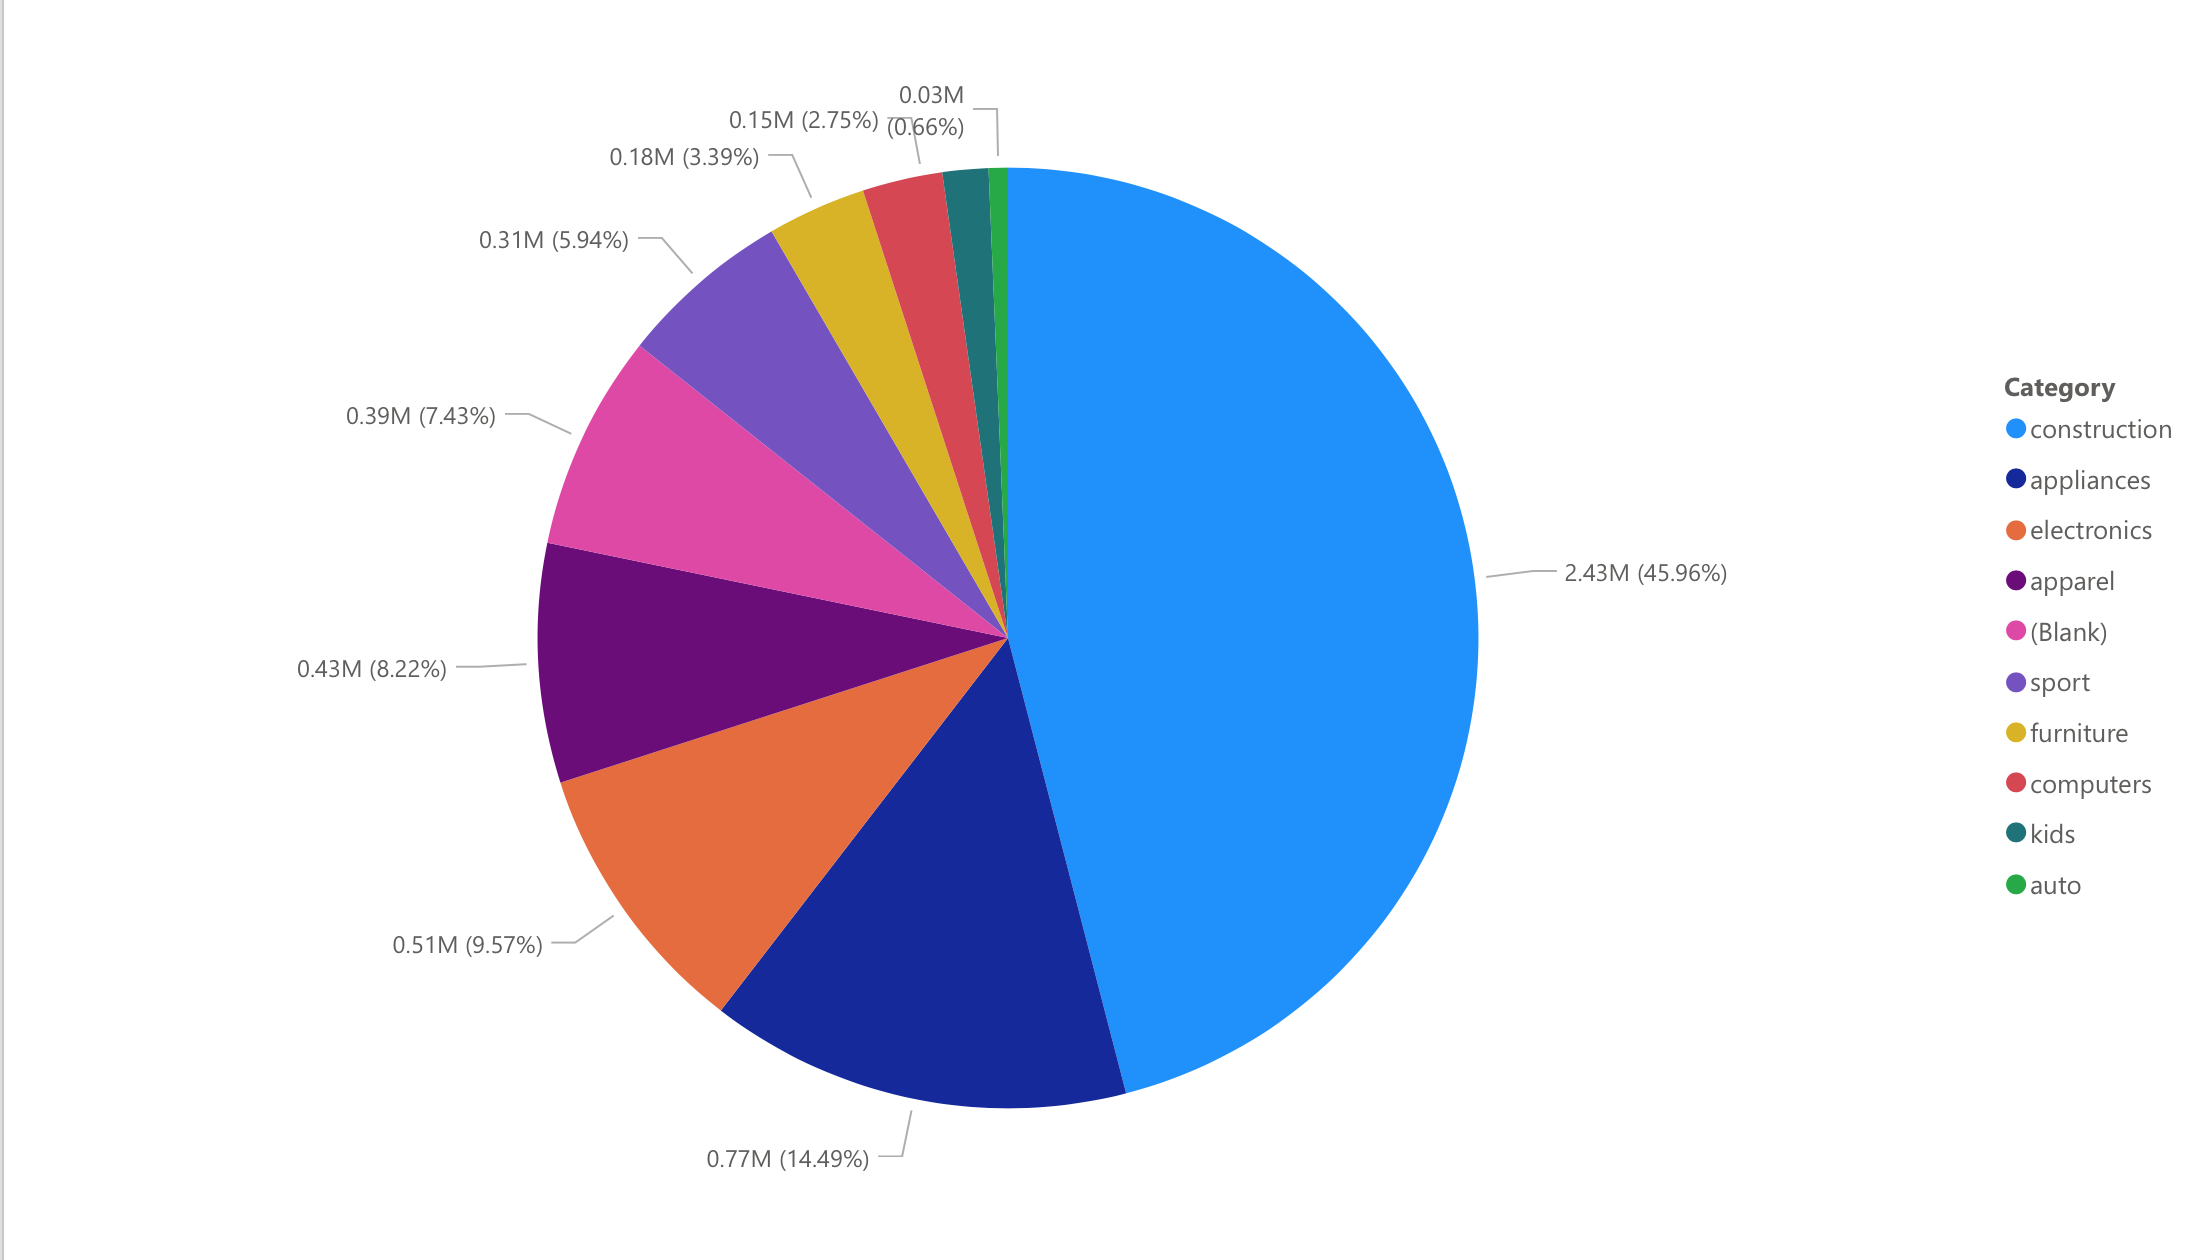 0.03M
(0.66%)
0.15M (2.75%)
0.18M (3.39%)
0.31M (5.94%)
0.39M (7.43%)
0.43M (8.22%)
0.51M (9.57%)
0.77M (14.49%)
2.43M (45.96%)
Category
construction
appliances
electronics
apparel
(Blank)
sport
furniture
computers
kids
auto